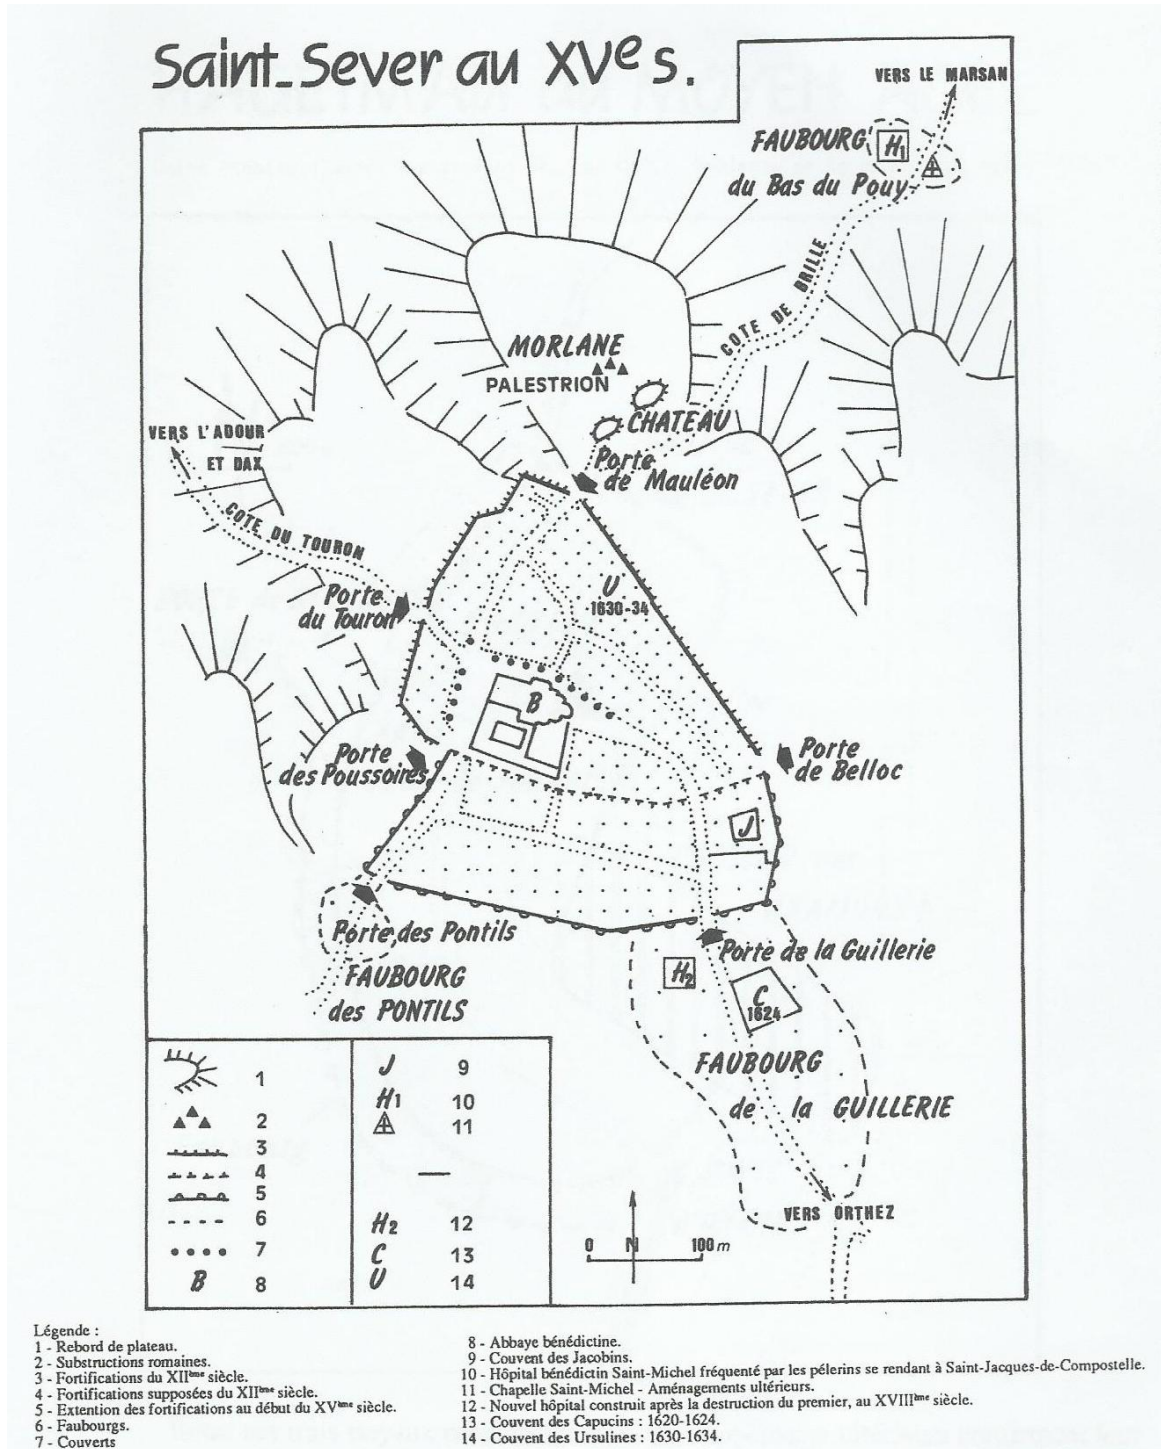 Saint_Sever au XVe s.
VERS LE MARSAN
FAUBOURG
H1
du Bas du Pouy
COTE DE BRILLE
MORLANE
PALESTRION
CHATEAU
VERS L'ADOUR
ET DAX
Porte
de Mauléon
COTE DU TOURON
Porte
du Touron
U
1630-34
B
Porte
des Poussoires
Porte
de Belloc
J
Porte des Pontils
FAUBOURG
des PONTILS
Porte de la Guillerie
H2
C
1624
FAUBOURG
de la GUILLERIE
VERS ORTHEZ
0 N 100 m
1
2
3
4
5
6
7
B 8
J 9
H1 10
11
H2 12
C 13
U 14
Légende :
1 - Rebord de plateau.
2 - Substructions romaines.
3 - Fortifications du XIIème siècle.
4 - Fortifications supposées du XIIème siècle.
5 - Extention des fortifications au début du XVème siècle.
6 - Faubourgs.
7 - Couverts
8 - Abbaye bénédictine.
9 - Couvent des Jacobins.
10 - Hôpital bénédictin Saint-Michel fréquenté par les pélerins se rendant à Saint-Jacques-de-Compostelle.
11 - Chapelle Saint-Michel - Aménagements ultérieurs.
12 - Nouvel hôpital construit après la destruction du premier, au XVIIIème siècle.
13 - Couvent des Capucins : 1620-1624.
14 - Couvent des Ursulines : 1630-1634.